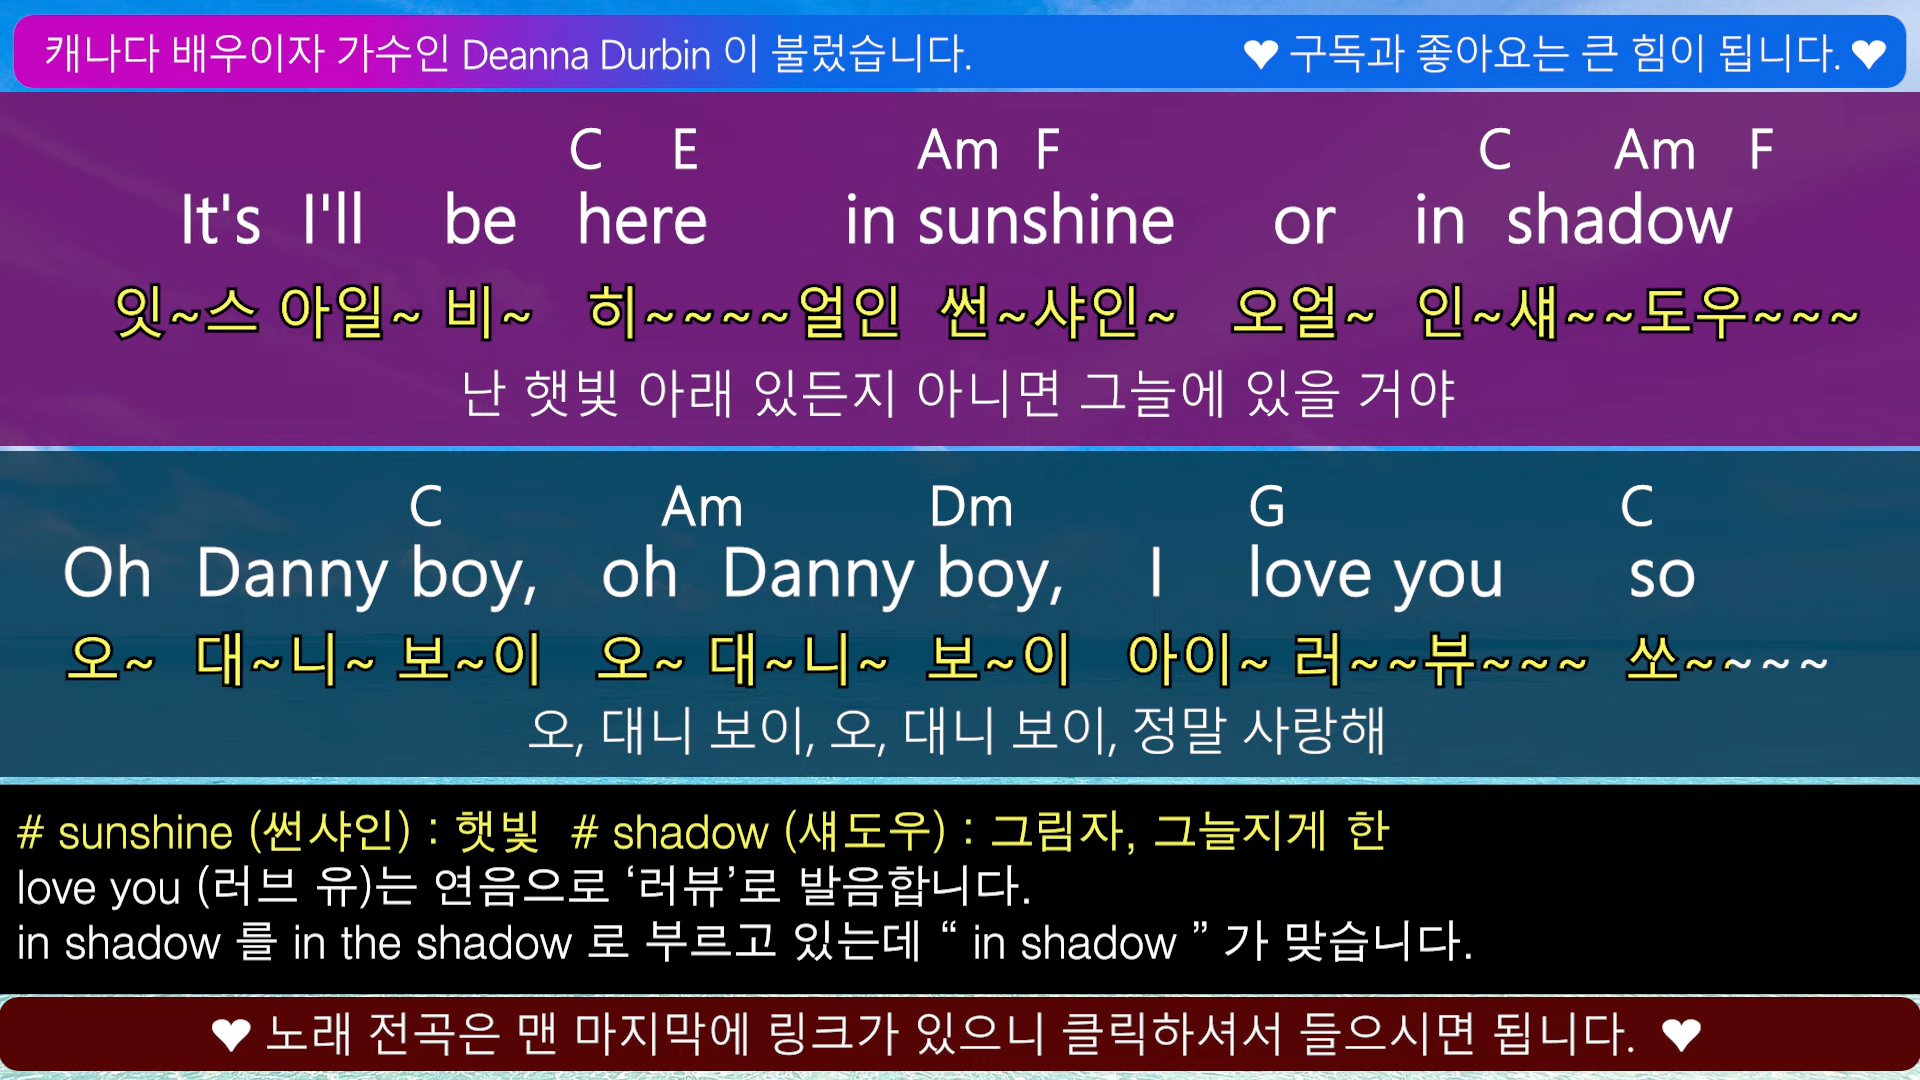 캐나다 배우이자 가수인 Deanna Durbin 이 불렀습니다. ♥ 구독과 좋아요는 큰 힘이 됩니다. ♥
C E Am F C Am F
It's I'll be here in sunshine or in shadow
잇~스 아일~ 비~ 히~~~~얼인 썬~샤인~ 오얼~ 인~섀~~도우~~~
난 햇빛 아래 있든지 아니면 그늘에 있을 거야
C Am Dm G C
Oh Danny boy, oh Danny boy, I love you so
오~ 대~니~ 보~이 오~ 대~니~ 보~이 아이~ 러~~뷰~~~ 쏘~~~~~
오, 대니 보이, 오, 대니 보이, 정말 사랑해
# sunshine (썬샤인) : 햇빛 # shadow (섀도우) : 그림자, 그늘지게 한
love you (러브 유)는 연음으로 ‘러뷰’로 발음합니다.
in shadow 를 in the shadow 로 부르고 있는데 “ in shadow ” 가 맞습니다.
♥ 노래 전곡은 맨 마지막에 링크가 있으니 클릭하셔서 들으시면 됩니다. ♥